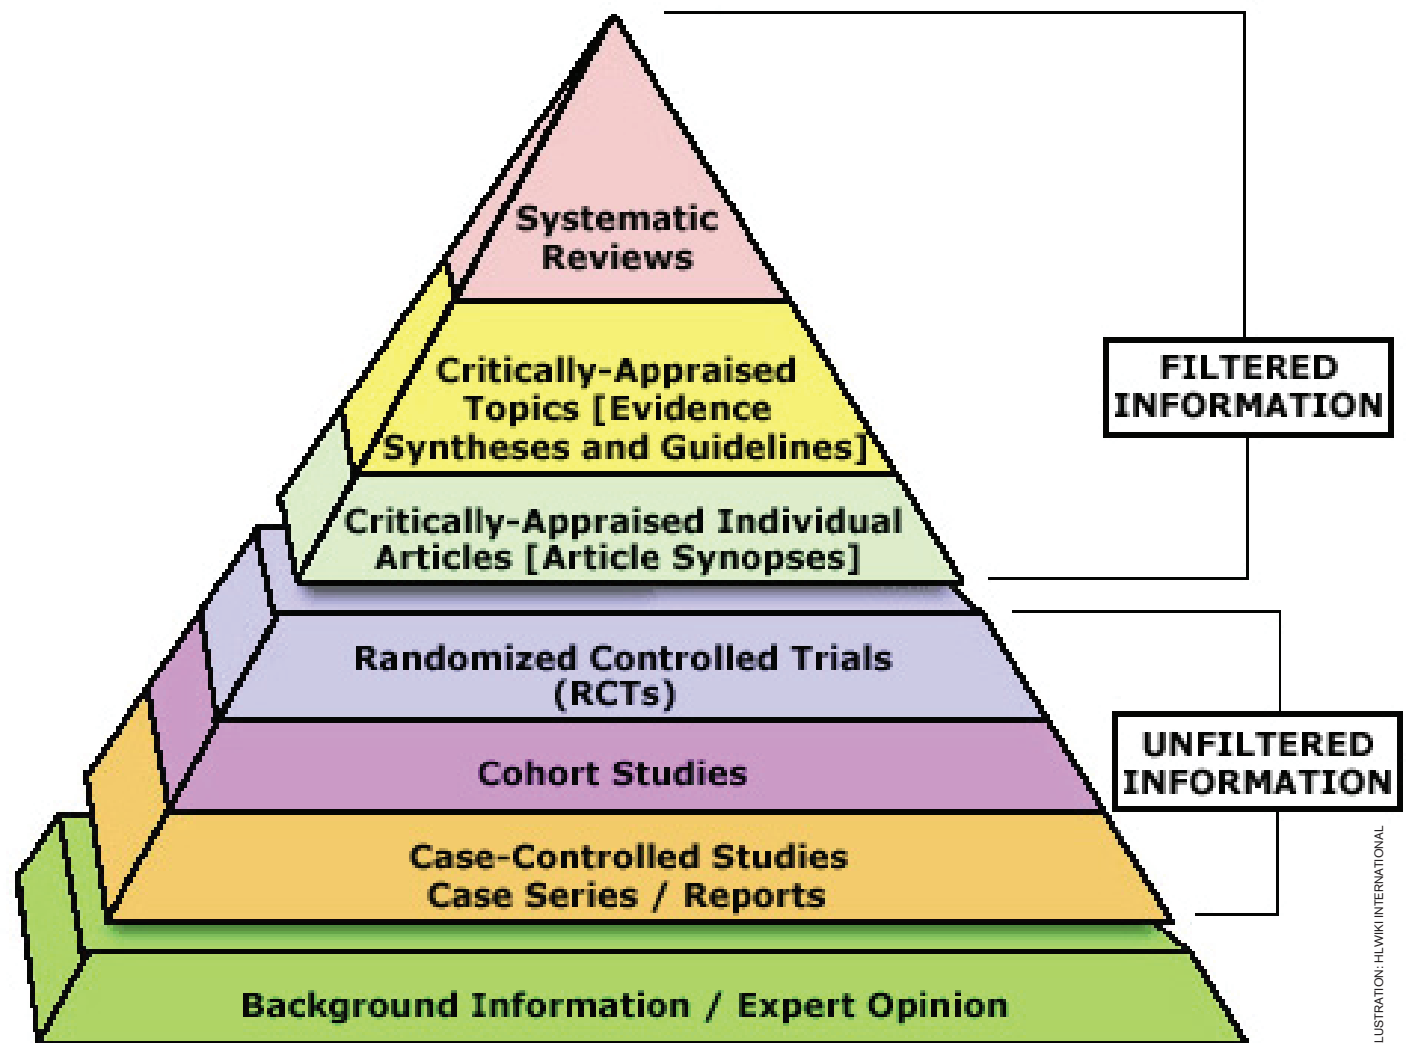 Systematic
Reviews
Critically-Appraised
Topics [Evidence
Syntheses and Guidelines]
Critically-Appraised Individual
Articles [Article Synopses]
Randomized Controlled Trials
(RCTs)
Cohort Studies
Case-Controlled Studies
Case Series / Reports
Background Information / Expert Opinion
FILTERED
INFORMATION
UNFILTERED
INFORMATION
LUSTRATION: HLWIKI INTERNATIONAL